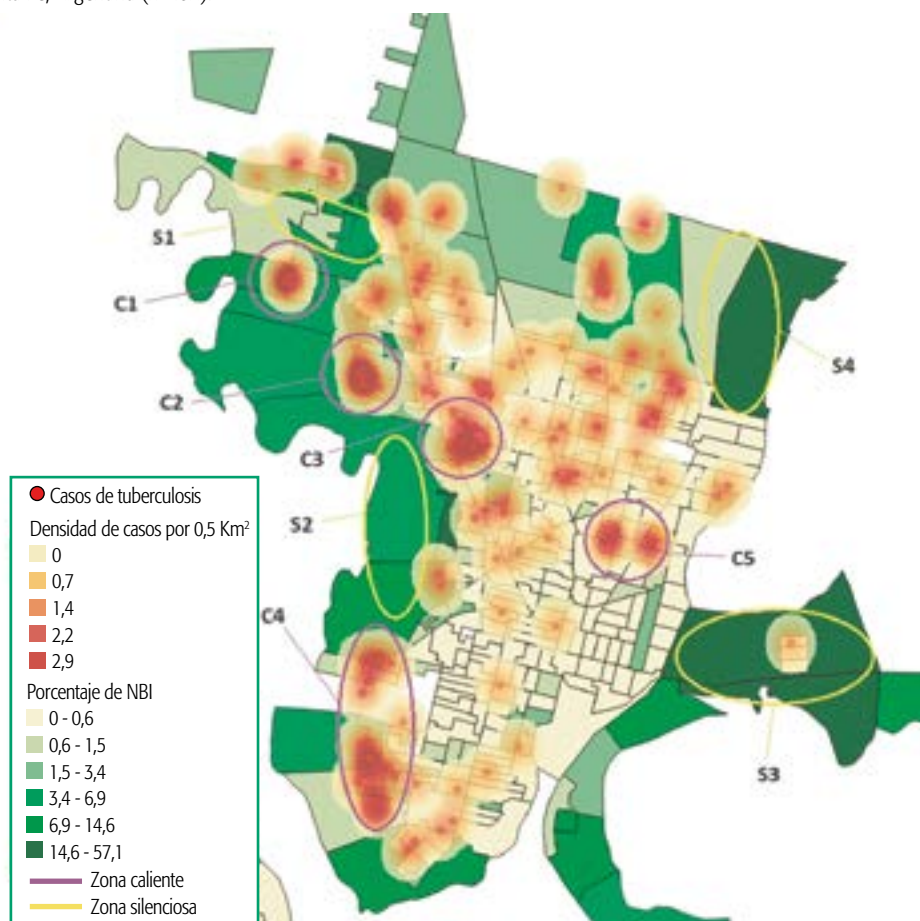 S1
C1
S4
C2
C3
S2
C5
C4
S3
Casos de tuberculosis
Densidad de casos por 0,5 Km²
0
0,7
1,4
2,2
2,9
Porcentaje de NBI
0 - 0,6
0,6 - 1,5
1,5 - 3,4
3,4 - 6,9
6,9 - 14,6
14,6 - 57,1
Zona caliente
Zona silenciosa